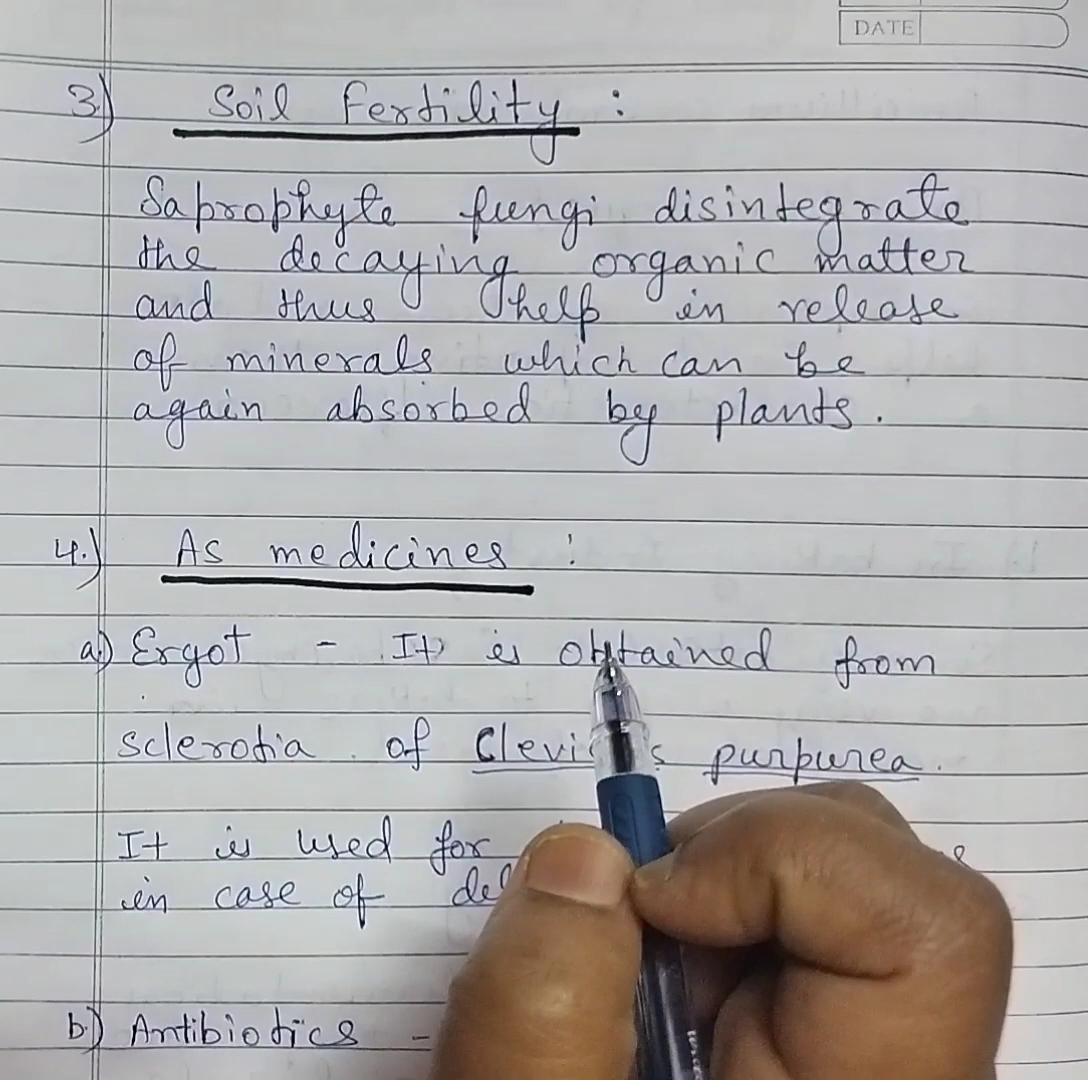 DATE
3) Soil Fertility :
Saprophyte fungi disintegrate
the decaying organic matter
and thus help in release
of minerals which can be
again absorbed by plants.
4.) As medicines :
a) Ergot - It is obtained from
sclerotia of purpurea.
It is used for
in case of
b) Antibiotics -